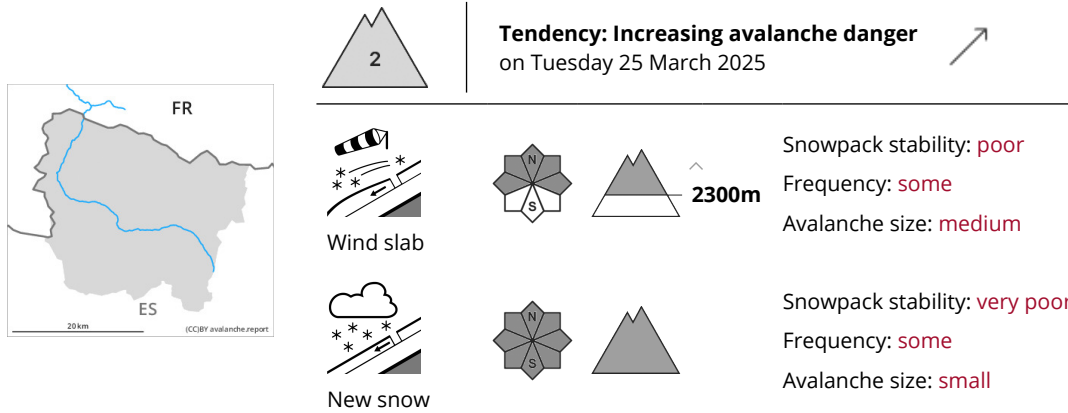 2
Tendency: Increasing avalanche danger
on Tuesday 25 March 2025
FR
ES
20 km
(CC)BY avalanche.report
N
S
2300m
Wind slab
Snowpack stability: poor
Frequency: some
Avalanche size: medium
N
S
New snow
Snowpack stability: very poor
Frequency: some
Avalanche size: small